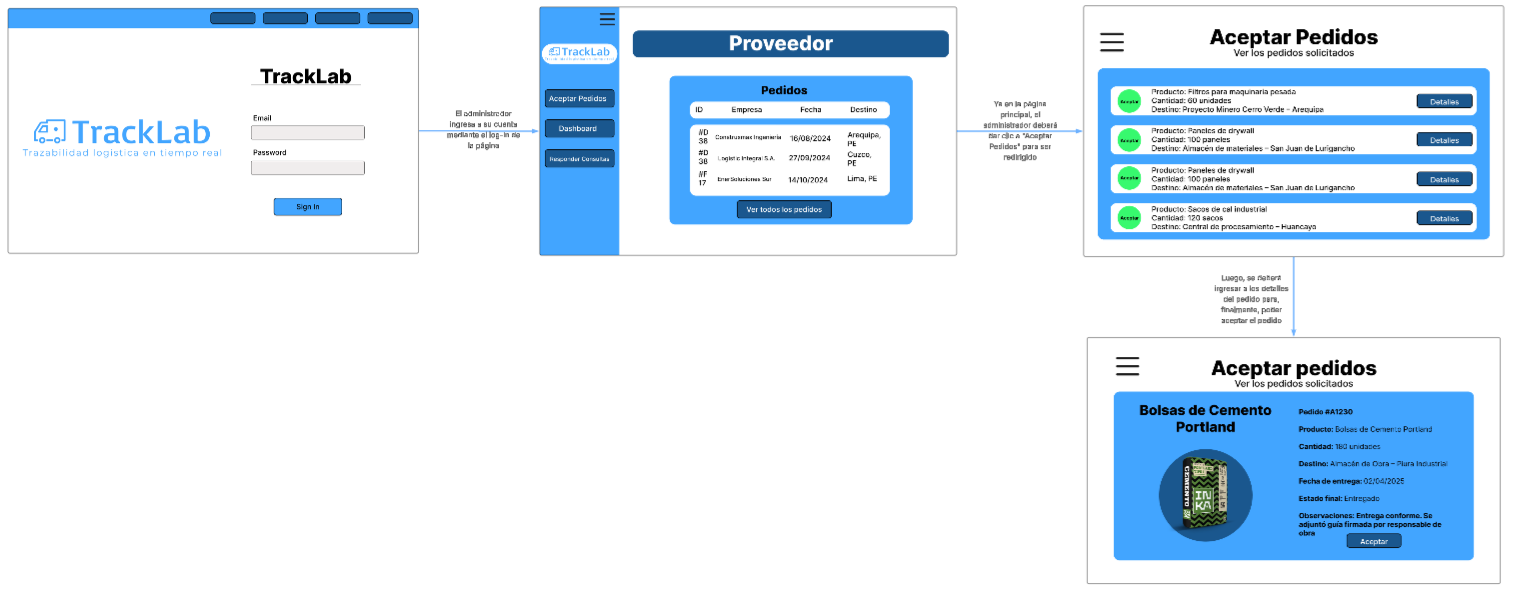 TrackLab
Trazabilidad logística en tiempo real
TrackLab
Email
Password
Sign In
El administrador
ingresa a su cuenta
mediante el log-in de
la página
TrackLab
Aceptar Pedidos
Dashboard
Responder Consultas
Proveedor
Pedidos
ID Empresa Fecha Destino
#D
38 Construxmas Ingeniería 16/08/2024 Arequipa,
PE
#D
38 Logistic Integral S.A. 27/09/2024 Cuzco,
PE
#F
17 EnerSoluciones Sur 14/10/2024 Lima, PE
Ver todos los pedidos
Ya en la página
principal, el
administrador deberá
dar clic a "Aceptar
Pedidos" para ser
redirigido
Aceptar Pedidos
Ver los pedidos solicitados
Aceptar
Producto: Filtros para maquinaria pesada
Cantidad: 60 unidades
Destino: Proyecto Minero Cerro Verde – Arequipa
Detalles
Aceptar
Producto: Paneles de drywall
Cantidad: 100 paneles
Destino: Almacén de materiales – San Juan de Lurigancho
Detalles
Aceptar
Producto: Paneles de drywall
Cantidad: 100 paneles
Destino: Almacén de materiales – San Juan de Lurigancho
Detalles
Aceptar
Producto: Sacos de cal industrial
Cantidad: 120 sacos
Destino: Central de procesamiento – Huancayo
Detalles
Luego, se deberá
ingresar a los detalles
del pedido para,
finalmente, poder
aceptar el pedido
Aceptar pedidos
Ver los pedidos solicitados
Bolsas de Cemento
Portland
CEMENTO
INKA
Pedido #A1230
Producto: Bolsas de Cemento Portland
Cantidad: 180 unidades
Destino: Almacén de Obra – Piura Industrial
Fecha de entrega: 02/04/2025
Estado final: Entregado
Observaciones: Entrega conforme. Se
adjuntó guía firmada por responsable de
obra
Aceptar